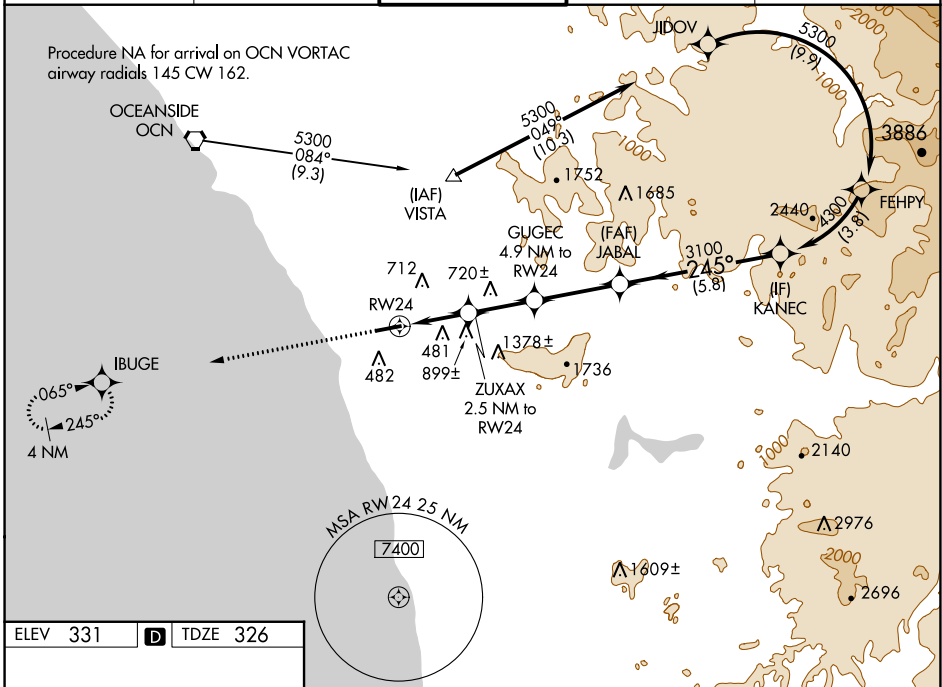 Procedure NA for arrival on OCN VORTAC
airway radials 145 CW 162.
OCEANSIDE
OCN
5300
084°
(9.3)
5300
049°
(10.3)
(IAF)
VISTA
JIDOV
5300
(9.9)
2000
1000
3886
FEHPY
4300
(3.8)
2440
1000
1752
1685
GUGEC
4.9 NM to
RW24
(FAF)
JABAL
3100
245°
(5.8)
(IF)
KANEC
712
720±
RW24
481
899±
482
1378±
1736
ZUXAX
2.5 NM to
RW24
IBUGE
065°
245°
4 NM
1000
2140
2976
2000
2696
1609±
MSA RW24 25 NM
7400
ELEV 331 D TDZE 326